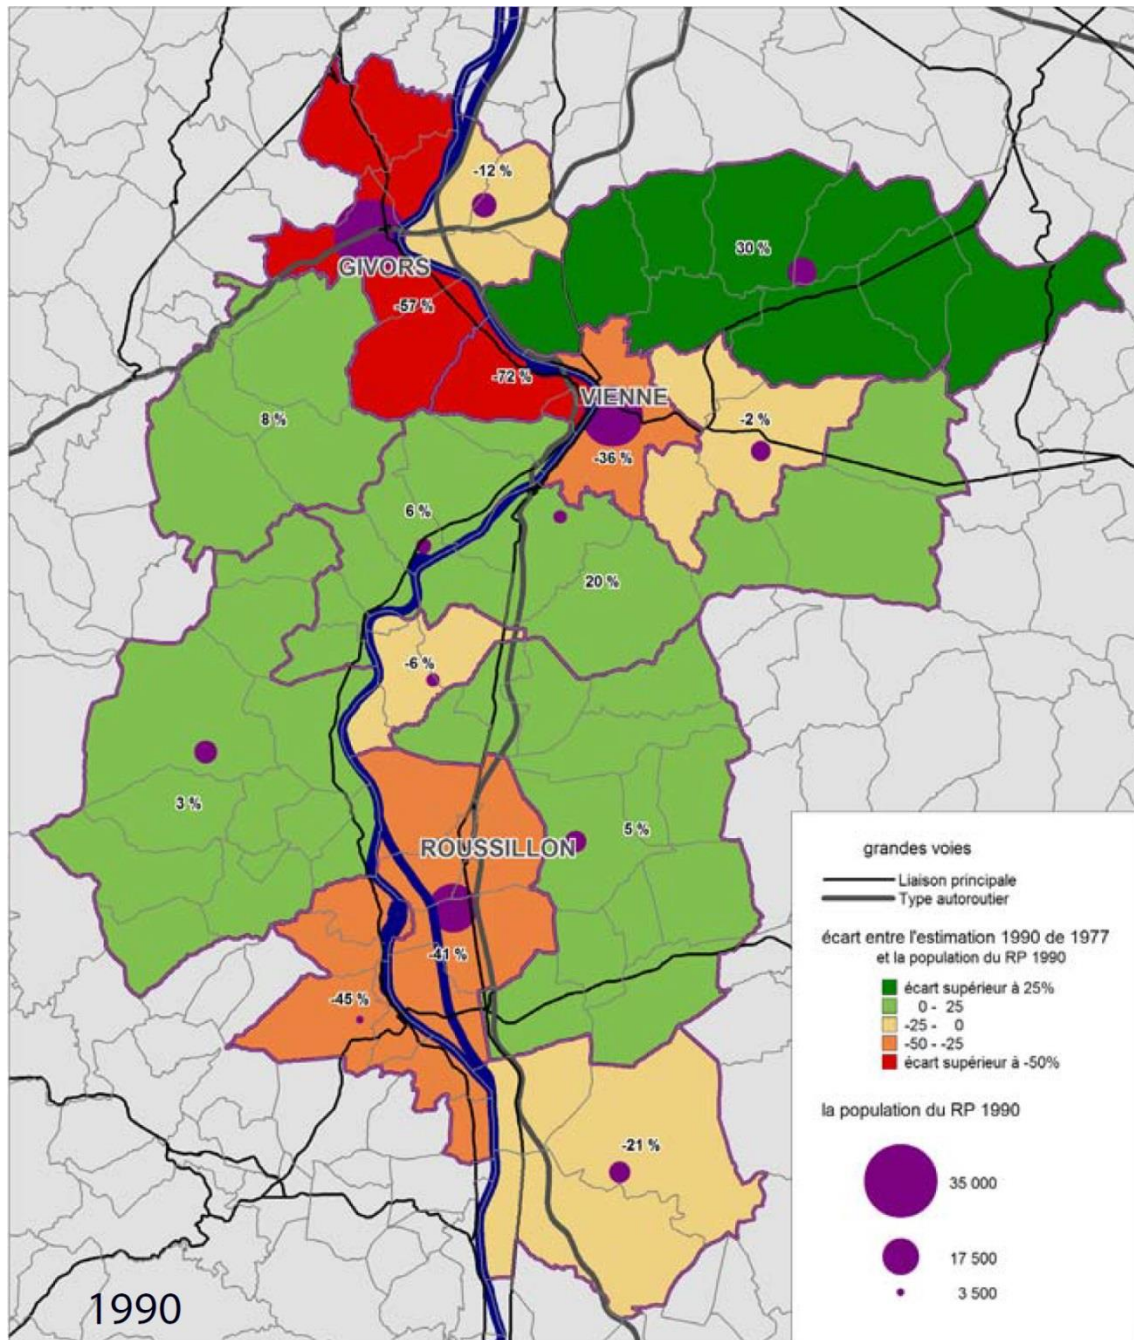 -12 %
30 %
GIVORS
-57 %
-72 %
VIENNE
8 %
-2 %
-36 %
6 %
20 %
-6 %
3 %
5 %
ROUSSILLON
-41 %
-45 %
-21 %
1990
grandes voies
Liaison principale
Type autoroutier
écart entre l'estimation 1990 de 1977
et la population du RP 1990
écart supérieur à 25%
0 - 25
-25 - 0
-50 - -25
écart supérieur à -50%
la population du RP 1990
35 000
17 500
3 500